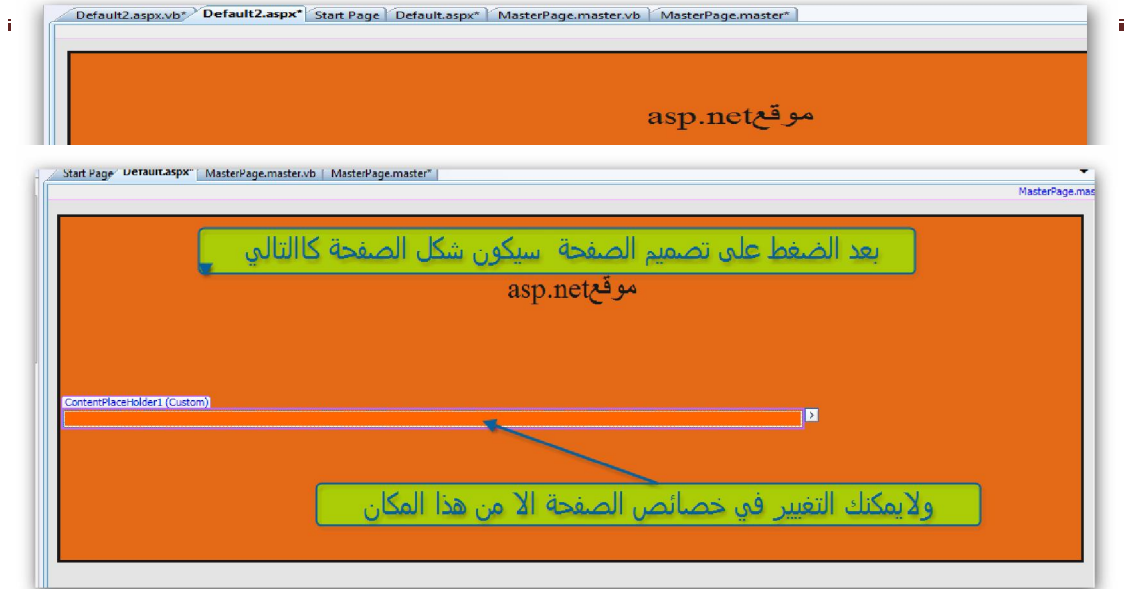 Default2.aspx.vb* Default2.aspx* Start Page Default.aspx* MasterPage.master.vb MasterPage.master*
موقعasp.net
Start Page Default.aspx* MasterPage.master.vb MasterPage.master*
MasterPage.mas
بعد الضغط على تصميم الصفحة سيكون شكل الصفحة كاالتالي
موقعasp.net
ContentPlaceHolder1 (Custom)
ولايمكنك التغيير في خصائص الصفحة الا من هذا المكان